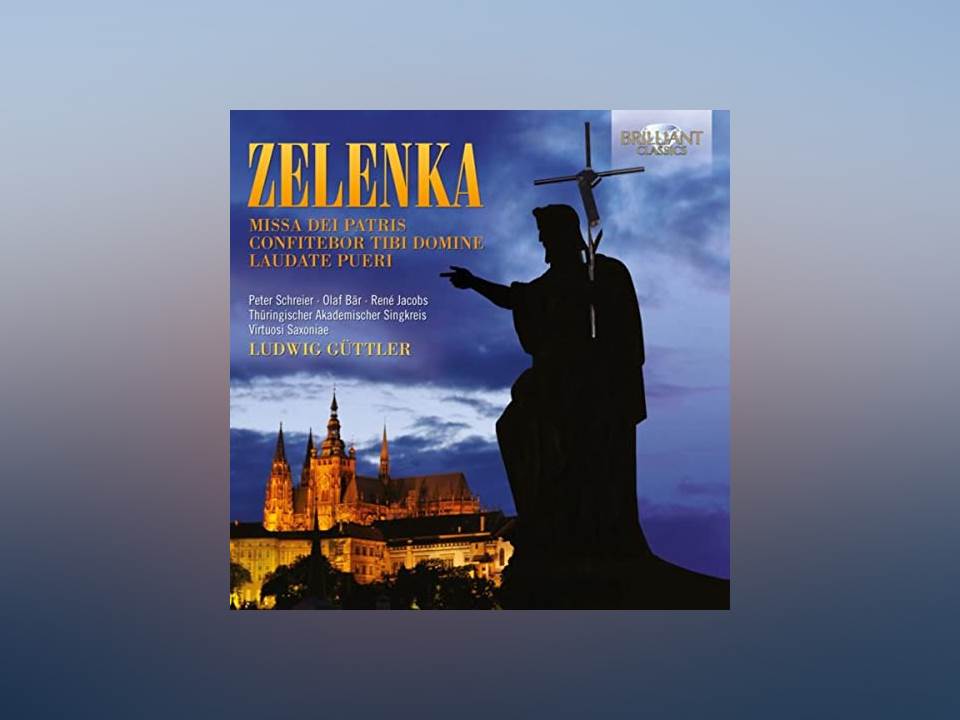 BRILLIANT
CLASSICS
ZELENKA
MISSA DEI PATRIS
CONFITEBOR TIBI DOMINE
LAUDATE PUERI
Peter Schreier · Olaf Bär · René Jacobs
Thüringischer Akademischer Singkreis
Virtuosi Saxoniae
LUDWIG GÜTTLER